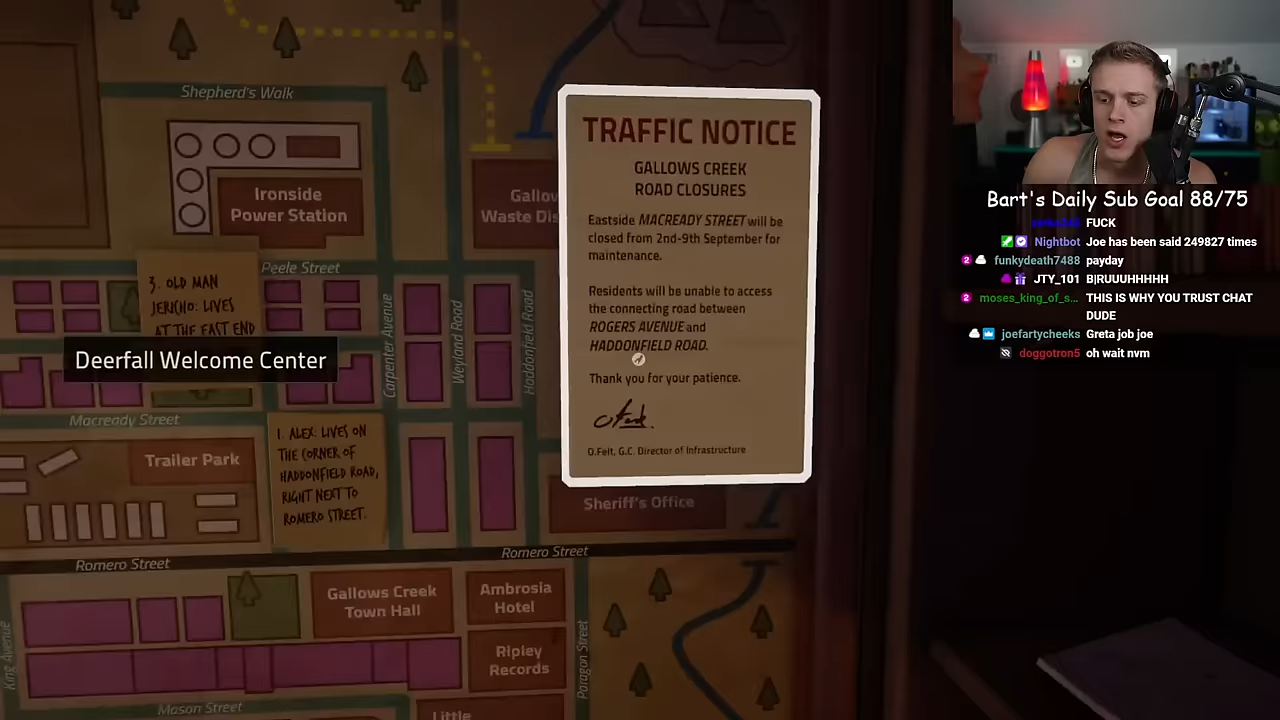 Shepherd's Walk
Ironside
Power Station
Gallow
Waste Dis
Peele Street
3. OLD MAN
JERICHO: LIVES
AT THE EAST END
Deerfall Welcome Center
Carpenter Avenue
Weyland Road
Haddonfield Road
Macready Street
Trailer Park
1. ALEX: LIVES ON
THE CORNER OF
HADDONFIELD ROAD,
RIGHT NEXT TO
ROMERO STREET.
TRAFFIC NOTICE
GALLOWS CREEK
ROAD CLOSURES
Eastside MACREADY STREET will be
closed from 2nd-9th September for
maintenance.
Residents will be unable to access
the connecting road between
ROGERS AVENUE and
HADDONFIELD ROAD.
Thank you for your patience.
O.Felt, G.C. Director of Infrastructure
Sheriff's Office
Romero Street
Romero Street
Gallows Creek
Town Hall
Ambrosia
Hotel
Ripley
Records
King Avenue
Paragon Street
Mason Street
Little
Bart's Daily Sub Goal 88/75
FUCK
Nightbot Joe has been said 249827 times
2 funkydeath7488 payday
JTY_101 B|RUUUHHHHH
2 moses_king_of_s... THIS IS WHY YOU TRUST CHAT
DUDE
joefartycheeks Greta job joe
doggotron5 oh wait nvm